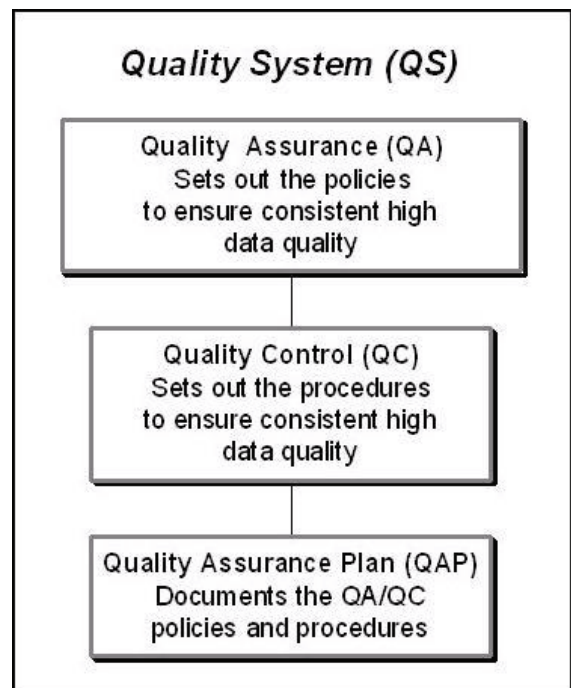 Quality System (QS)
Quality Assurance (QA)
Sets out the policies
to ensure consistent high
data quality
Quality Control (QC)
Sets out the procedures
to ensure consistent high
data quality
Quality Assurance Plan (QAP)
Documents the QA/QC
policies and procedures